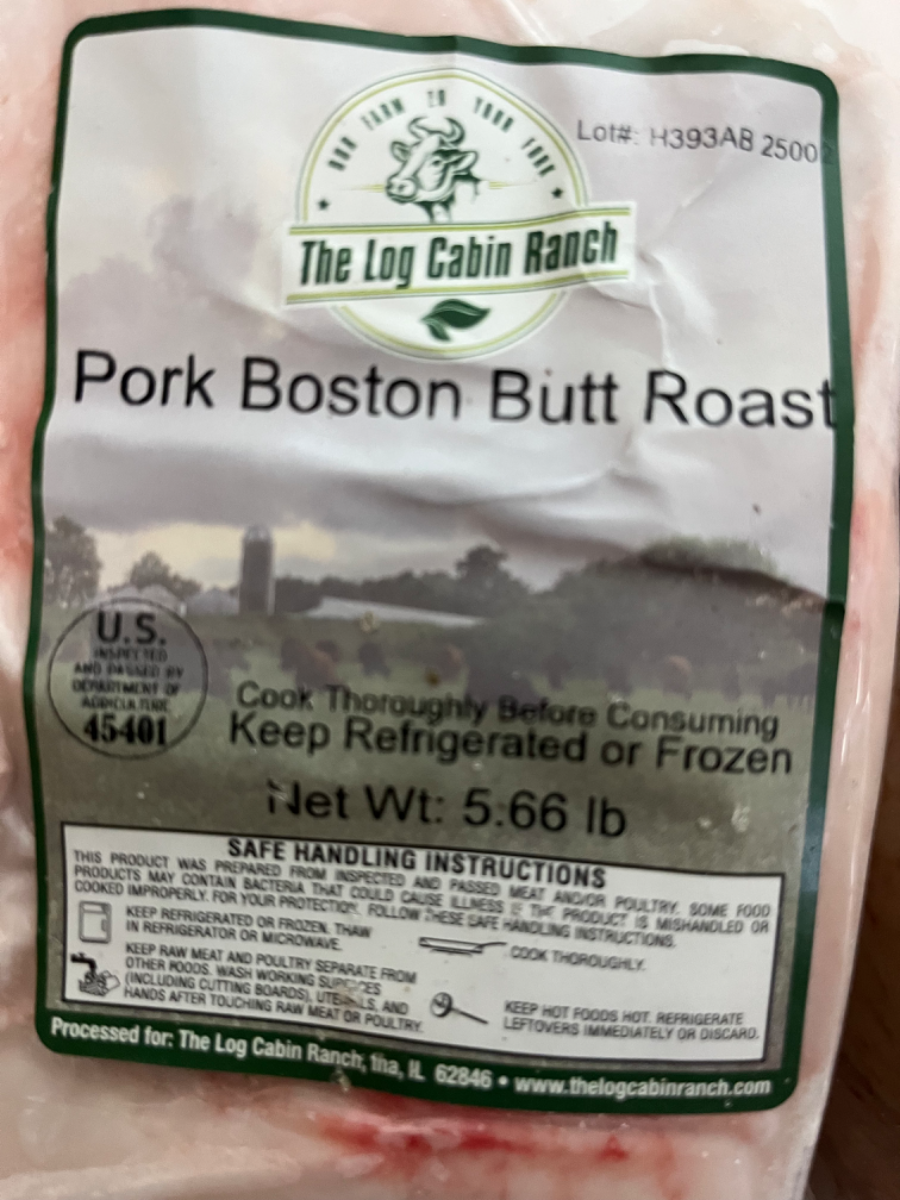 OUR FARM TO YOUR FORK
Lot#: H393AB 2500
The Log Cabin Ranch
Pork Boston Butt Roast
U.S.
INSPECTED
AND PASSED BY
DEPARTMENT OF
AGRICULTURE
45401
Cook Thoroughly Before Consuming
Keep Refrigerated or Frozen
Net Wt: 5.66 lb
SAFE HANDLING INSTRUCTIONS
THIS PRODUCT WAS PREPARED FROM INSPECTED AND PASSED MEAT AND/OR POULTRY. SOME FOOD
PRODUCTS MAY CONTAIN BACTERIA THAT COULD CAUSE ILLNESS IF THE PRODUCT IS MISHANDLED OR
COOKED IMPROPERLY. FOR YOUR PROTECTION, FOLLOW THESE SAFE HANDLING INSTRUCTIONS.
KEEP REFRIGERATED OR FROZEN. THAW
IN REFRIGERATOR OR MICROWAVE.
KEEP RAW MEAT AND POULTRY SEPARATE FROM
OTHER FOODS. WASH WORKING SURFACES
(INCLUDING CUTTING BOARDS), UTENSILS, AND
HANDS AFTER TOUCHING RAW MEAT OR POULTRY.
COOK THOROUGHLY.
KEEP HOT FOODS HOT. REFRIGERATE
LEFTOVERS IMMEDIATELY OR DISCARD.
Processed for: The Log Cabin Ranch, IL 62846 • www.thelogcabinranch.com